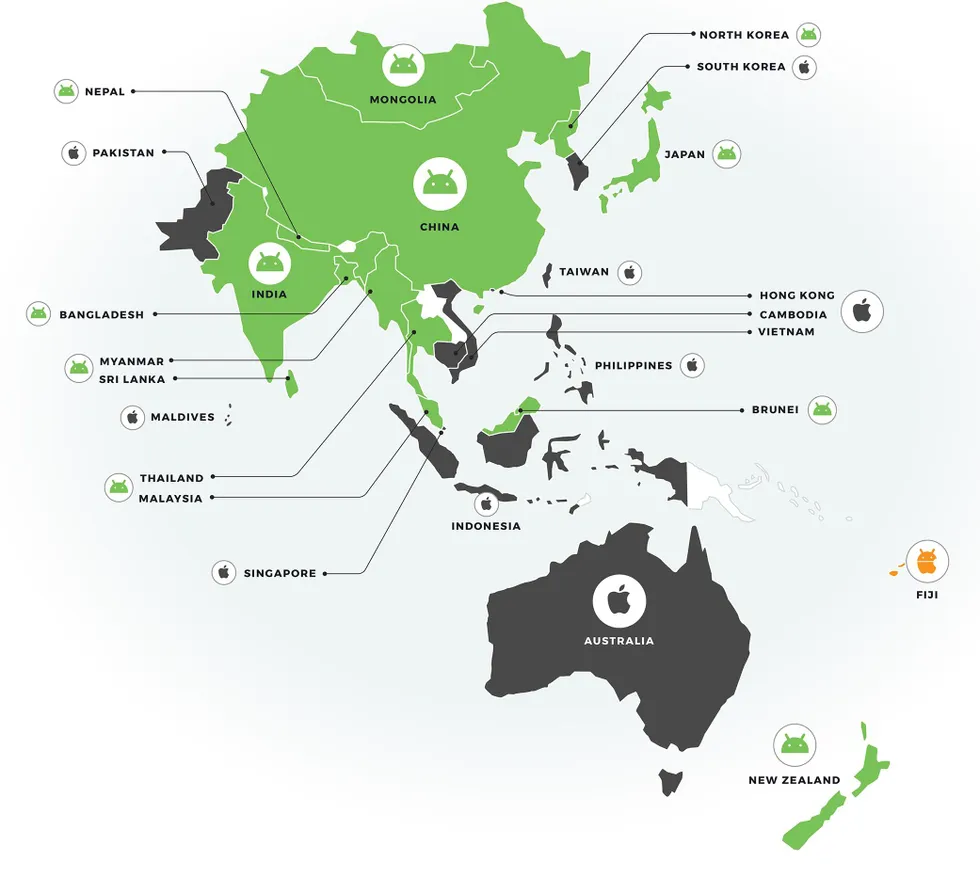 NORTH KOREA
SOUTH KOREA
NEPAL
MONGOLIA
PAKISTAN
JAPAN
CHINA
TAIWAN
INDIA
HONG KONG
BANGLADESH
CAMBODIA
VIETNAM
MYANMAR
PHILIPPINES
SRI LANKA
BRUNEI
MALDIVES
THAILAND
MALAYSIA
INDONESIA
SINGAPORE
FIJI
AUSTRALIA
NEW ZEALAND